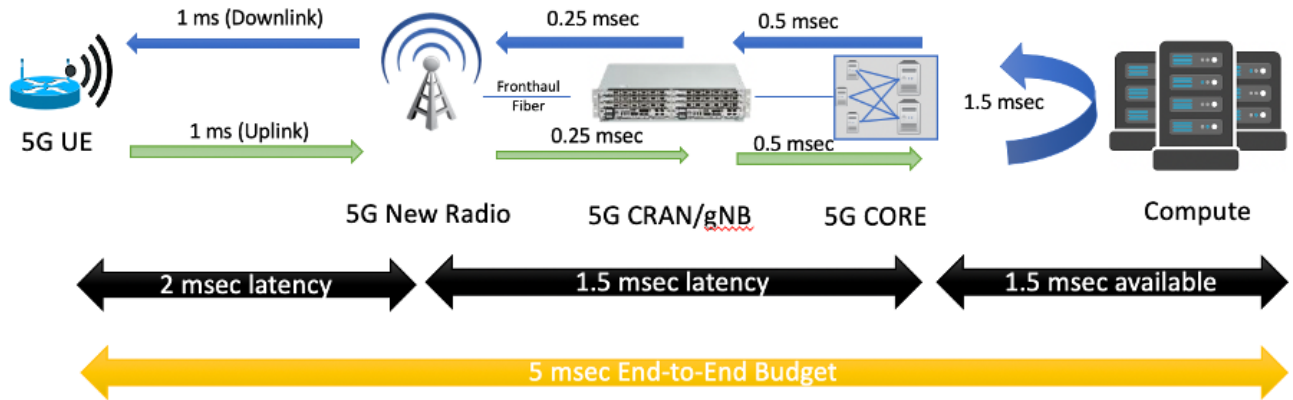 1 ms (Downlink)
0.25 msec
0.5 msec
Fronthaul
Fiber
1.5 msec
5G UE
1 ms (Uplink)
0.25 msec
0.5 msec
5G New Radio
5G CRAN/gNB
5G CORE
Compute
2 msec latency
1.5 msec latency
1.5 msec available
5 msec End-to-End Budget